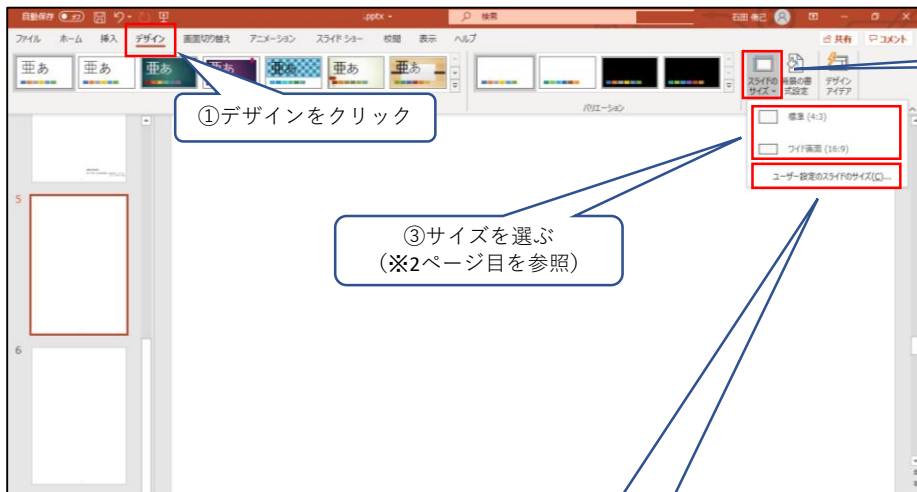 自動保存 オフ .pptx 検索 石田
ファイル ホーム 挿入 デザイン 画面切り替え アニメーション スライド ショー 校閲 表示 ヘルプ 共有 コメント
亜あ 亜あ 亜あ 亜あ 亜あ 亜あ 亜あ
スライドの 背景の書 デザイン
サイズ 式設定 アイデア
バリエーション
①デザインをクリック
標準 (4:3)
ワイド画面 (16:9)
ユーザー設定のスライドのサイズ(C)...
5
③サイズを選ぶ
（※2ページ目を参照）
6